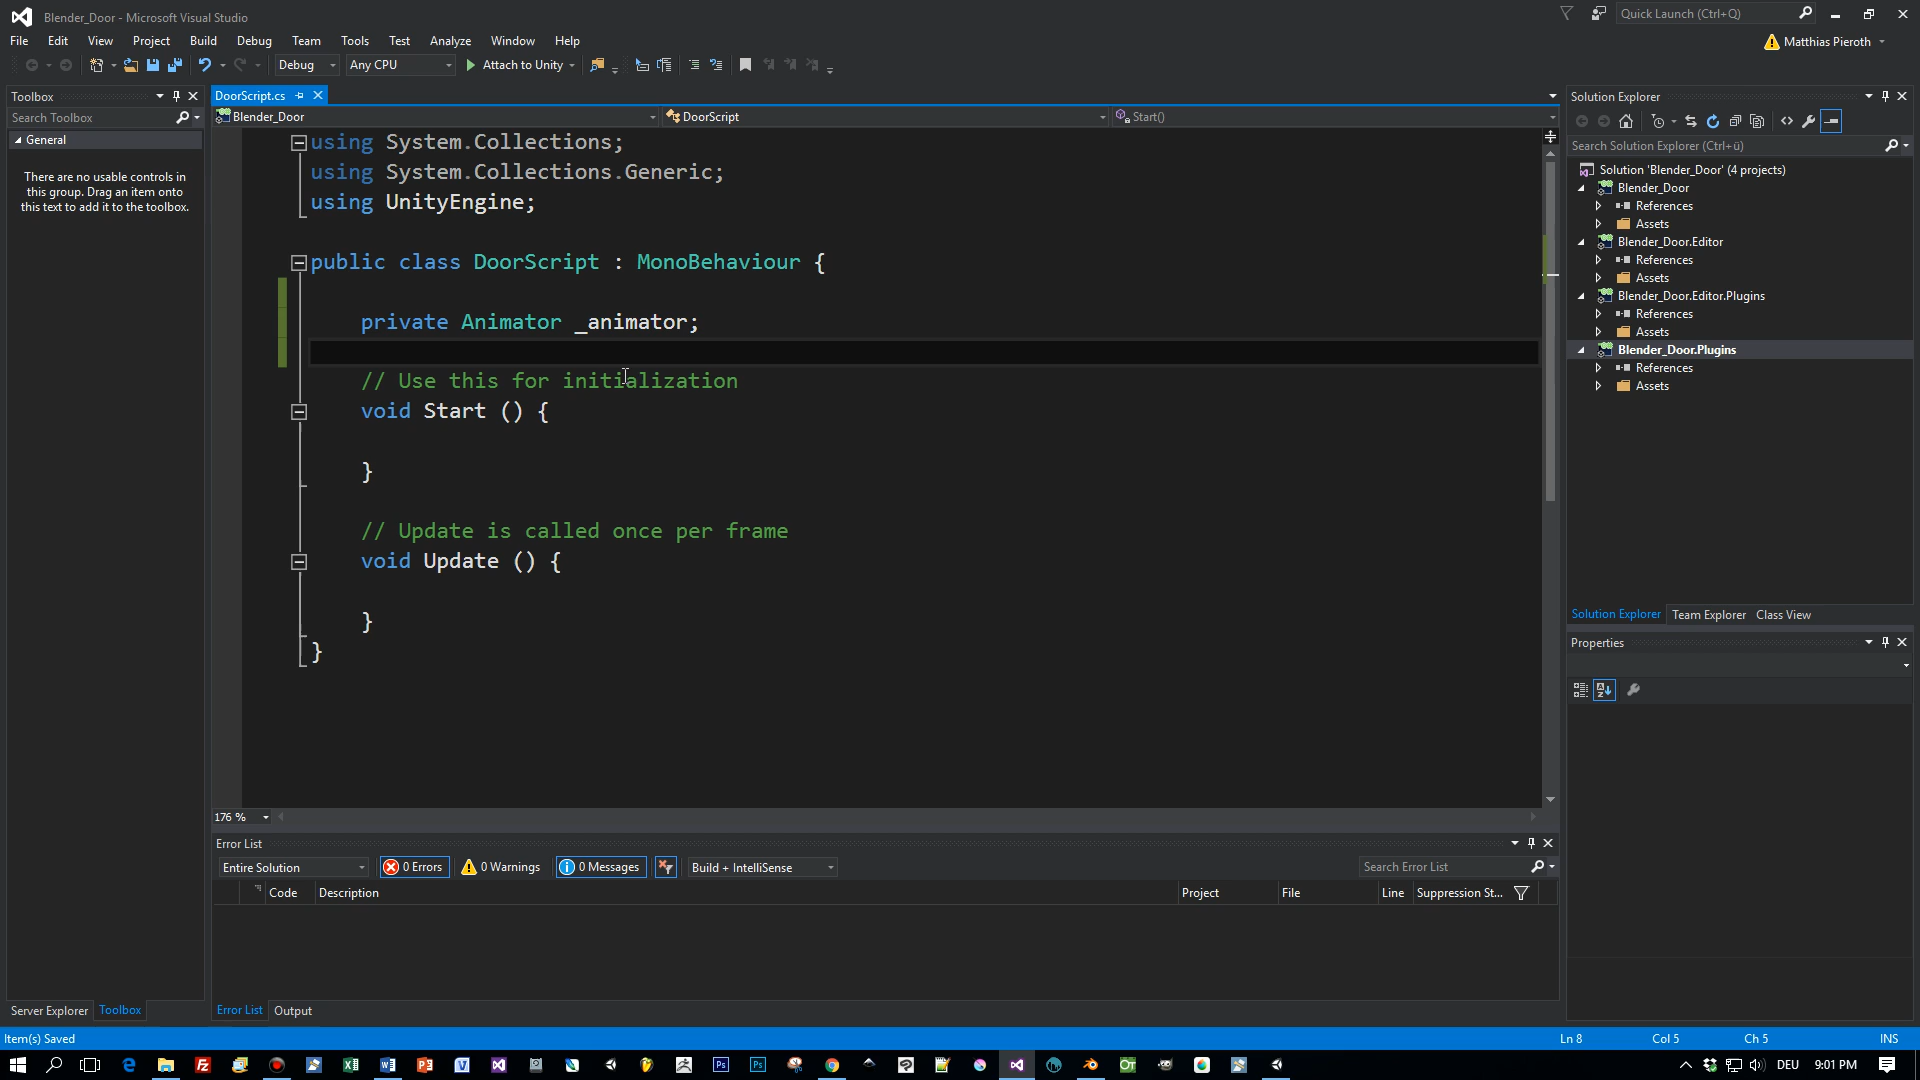 Blender_Door - Microsoft Visual Studio
Quick Launch (Ctrl+Q)
File Edit View Project Build Debug Team Tools Test Analyze Window Help
Matthias Pieroth
Debug Any CPU Attach to Unity
Toolbox
Search Toolbox
General
There are no usable controls in
this group. Drag an item onto
this text to add it to the toolbox.
Server Explorer Toolbox
DoorScript.cs
Blender_Door DoorScript Start()
using System.Collections;
using System.Collections.Generic;
using UnityEngine;
public class DoorScript : MonoBehaviour {
private Animator _animator;
// Use this for initialization
void Start () {
}
// Update is called once per frame
void Update () {
}
}
176 %
Error List
Entire Solution 0 Errors 0 Warnings 0 Messages Build + IntelliSense Search Error List
Code Description Project File Line Suppression St...
Error List Output
Solution Explorer
Search Solution Explorer (Ctrl+ü)
Solution 'Blender_Door' (4 projects)
Blender_Door
References
Assets
Blender_Door.Editor
References
Assets
Blender_Door.Editor.Plugins
References
Assets
Blender_Door.Plugins
References
Assets
Solution Explorer Team Explorer Class View
Properties
Item(s) Saved Ln 8 Col 5 Ch 5 INS
DEU 9:01 PM